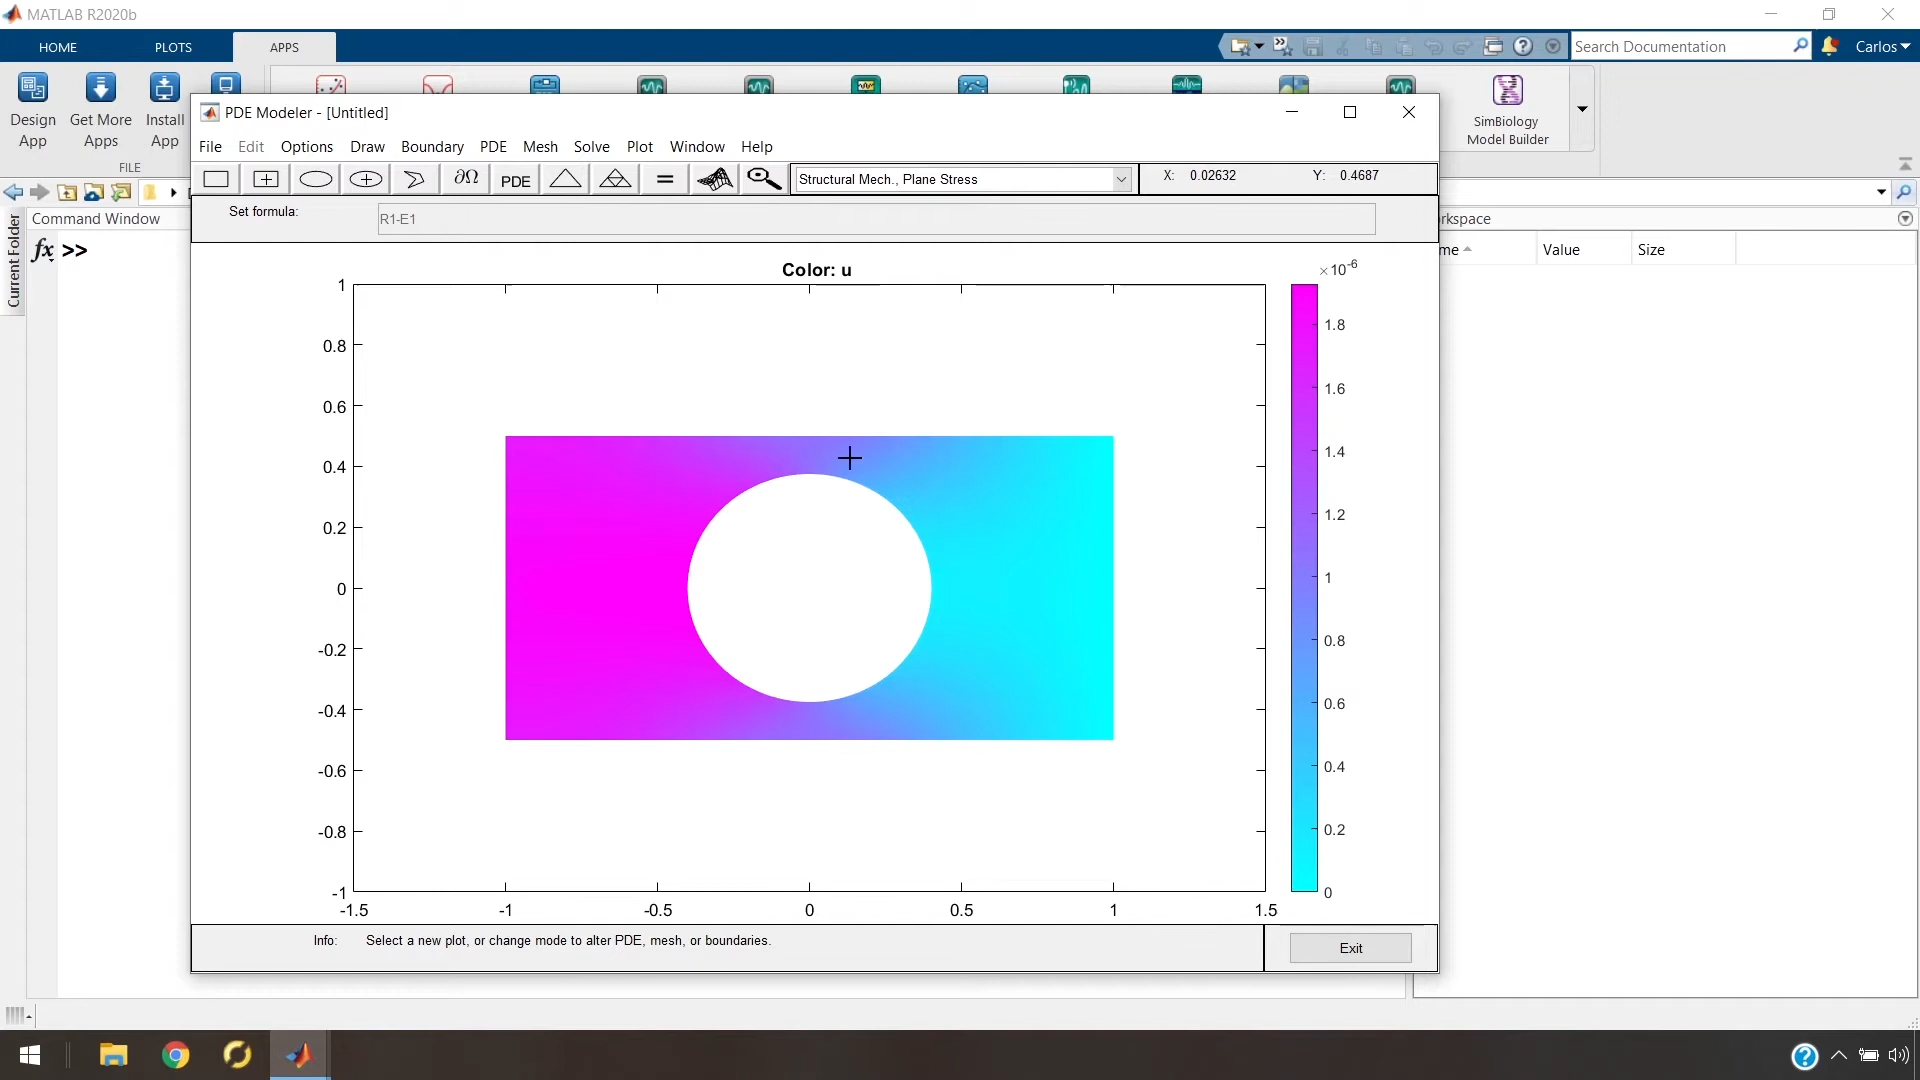 MATLAB R2020b
HOME
PLOTS
APPS
Search Documentation
Carlos
Design App
Get More Apps
Install App
FILE
SimBiology Model Builder
PDE Modeler - [Untitled]
File Edit Options Draw Boundary PDE Mesh Solve Plot Window Help
∂Ω
PDE
=
Structural Mech., Plane Stress
X: 0.02632 Y: 0.4687
Set formula:
R1-E1
Current Folder
Command Window
fx >>
rkspace
me
Value
Size
Color: u
×10-6
1
0.8
0.6
0.4
0.2
0
-0.2
-0.4
-0.6
-0.8
-1
-1.5 -1 -0.5 0 0.5 1 1.5
1.8
1.6
1.4
1.2
1
0.8
0.6
0.4
0.2
0
Info: Select a new plot, or change mode to alter PDE, mesh, or boundaries.
Exit